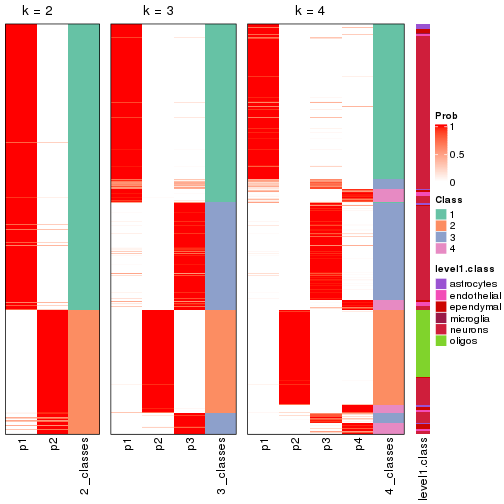 k = 2
k = 3
k = 4
p1
p2
2_classes
p1
p2
p3
3_classes
p1
p2
p3
p4
4_classes
level1.class
Prob
1
0.5
0
Class
1
2
3
4
level1.class
astrocytes
endothelial
ependymal
microglia
neurons
oligos